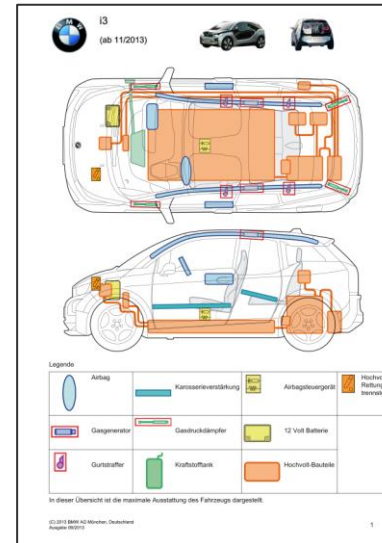 BMW
i3
(ab 11/2013)
Legende
Airbag
Karosserieverstärkung
Airbagsteuergerät
Hochvo
Rettung
trennste
Gasgenerator
Gasdruckdämpfer
12 Volt Batterie
Gurtstraffer
Kraftstofftank
Hochvolt-Bauteile
In dieser Übersicht ist die maximale Ausstattung des Fahrzeugs dargestellt.
(C) 2013 BMW AG München, Deutschland
Ausgabe 09/2013
1